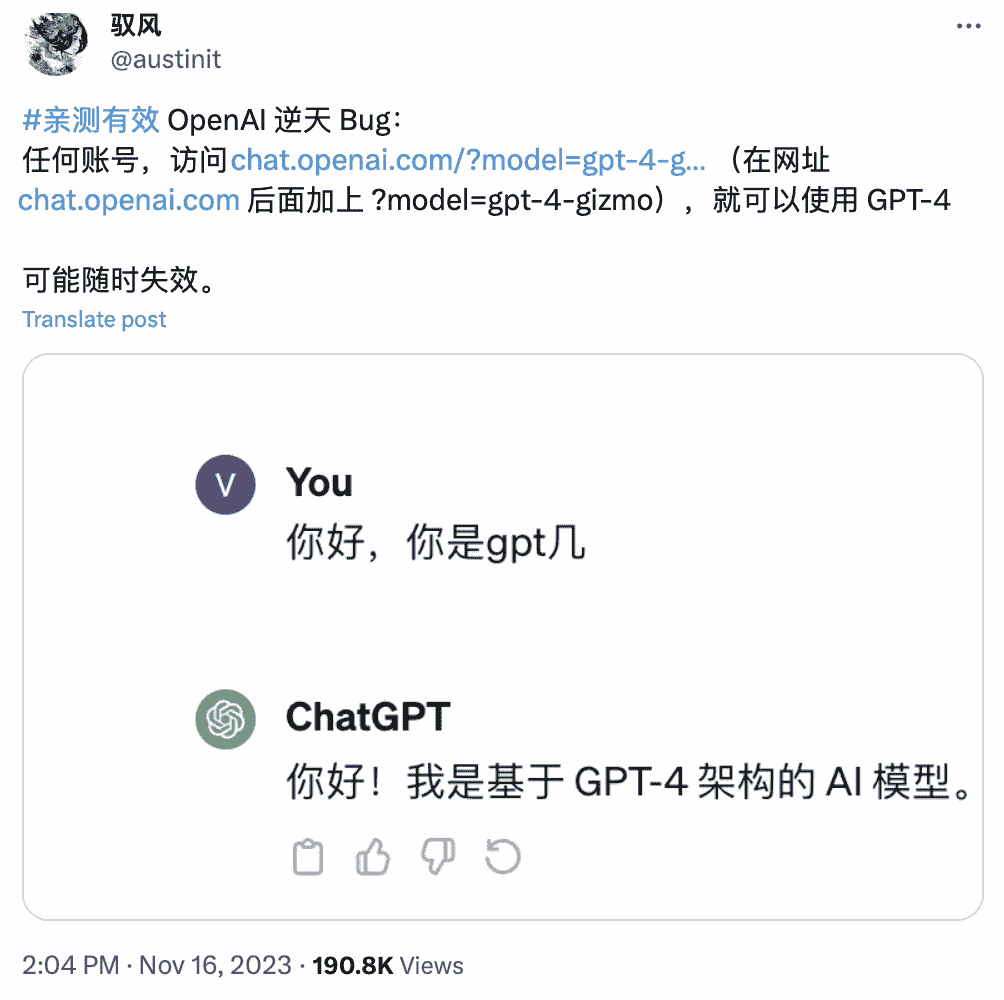 驭风
@austinit
#亲测有效 OpenAI 逆天 Bug：
任何账号，访问chat.openai.com/?model=gpt-4-g... （在网址
chat.openai.com 后面加上 ?model=gpt-4-gizmo），就可以使用 GPT-4
可能随时失效。
Translate post
V
You
你好，你是gpt几
ChatGPT
你好！我是基于 GPT-4 架构的 AI 模型。
2:04 PM · Nov 16, 2023 · 190.8K Views